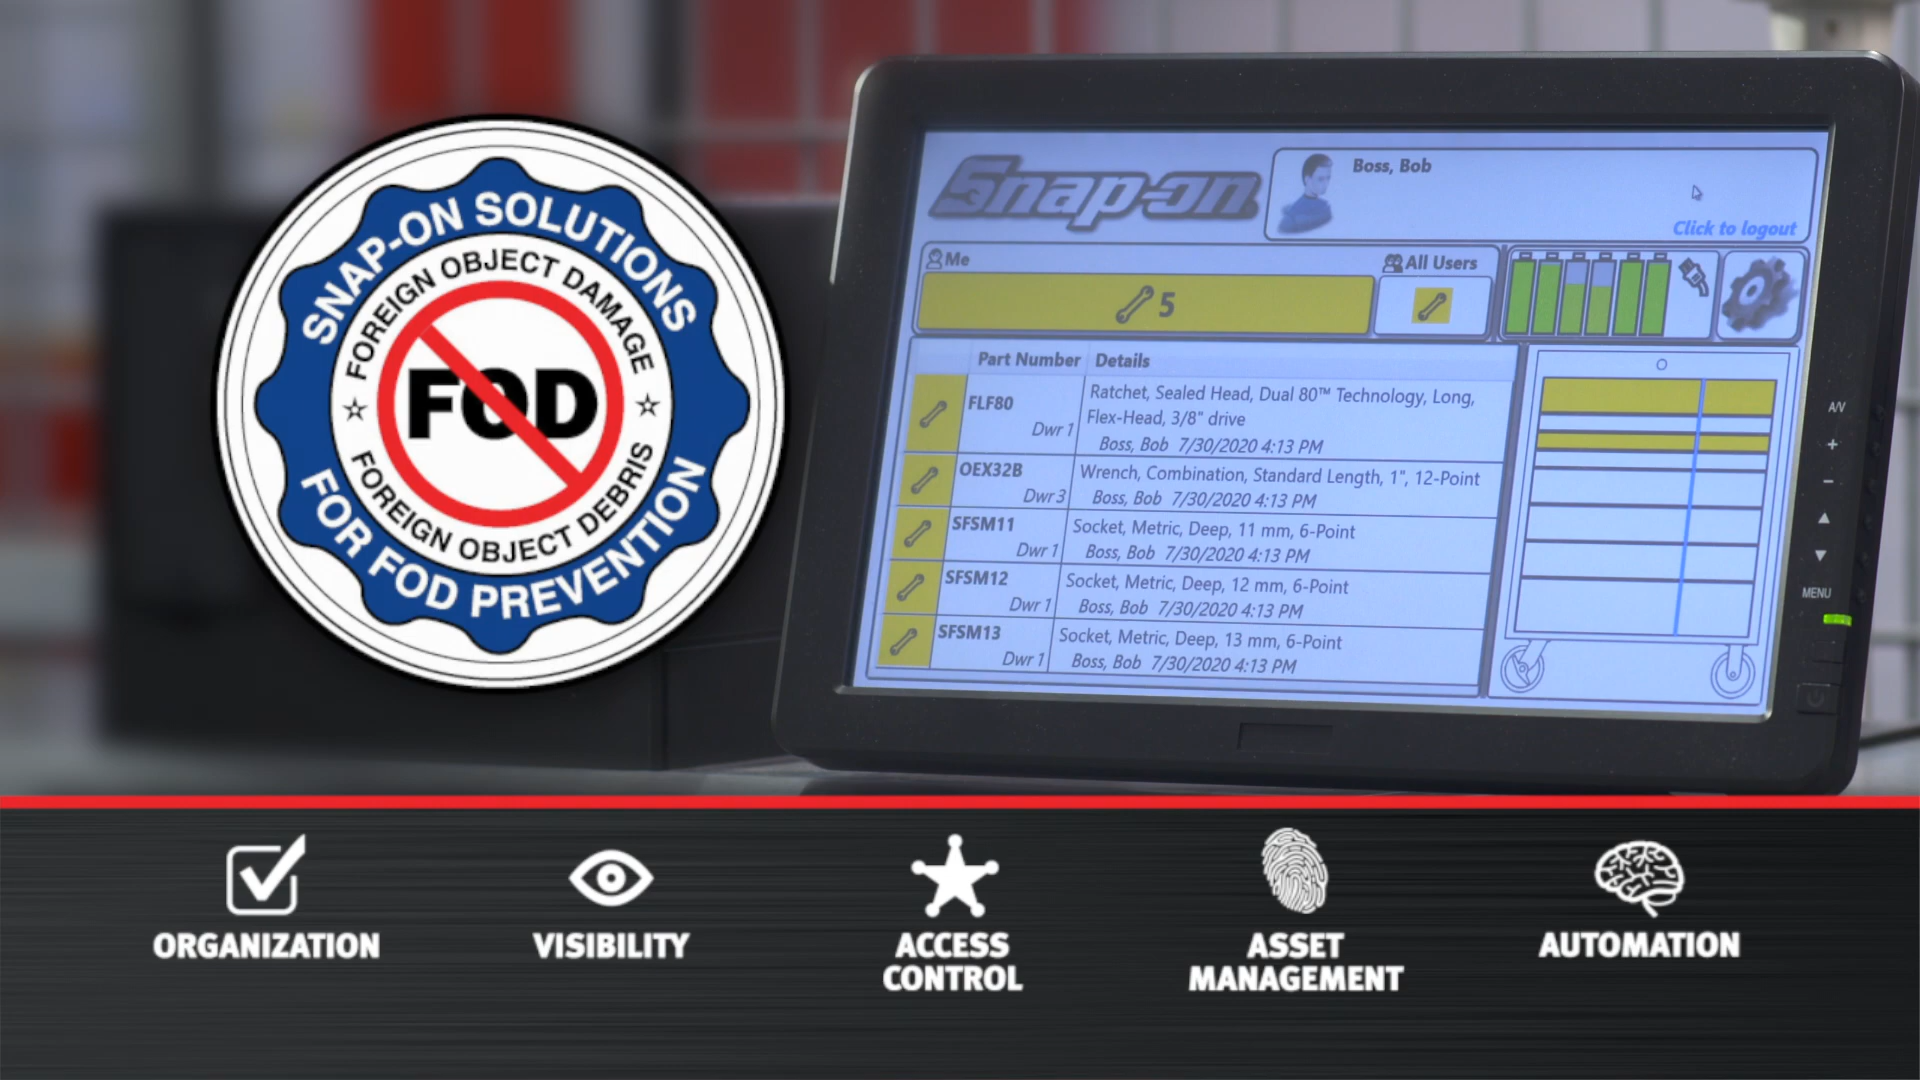 SNAP-ON SOLUTIONS
FOREIGN OBJECT DAMAGE
FOD
FOREIGN OBJECT DEBRIS
FOR FOD PREVENTION
Snap-on
Boss, Bob
Click to logout
Me
All Users
5
Part Number Details
FLF80
Dwr 1
Ratchet, Sealed Head, Dual 80™ Technology, Long,
Flex-Head, 3/8" drive
Boss, Bob 7/30/2020 4:13 PM
OEX32B
Dwr 3
Wrench, Combination, Standard Length, 1", 12-Point
Boss, Bob 7/30/2020 4:13 PM
SFSM11
Dwr 1
Socket, Metric, Deep, 11 mm, 6-Point
Boss, Bob 7/30/2020 4:13 PM
SFSM12
Dwr 1
Socket, Metric, Deep, 12 mm, 6-Point
Boss, Bob 7/30/2020 4:13 PM
SFSM13
Dwr 1
Socket, Metric, Deep, 13 mm, 6-Point
Boss, Bob 7/30/2020 4:13 PM
A/V
+
−
MENU
ORGANIZATION
VISIBILITY
ACCESS
CONTROL
ASSET
MANAGEMENT
AUTOMATION